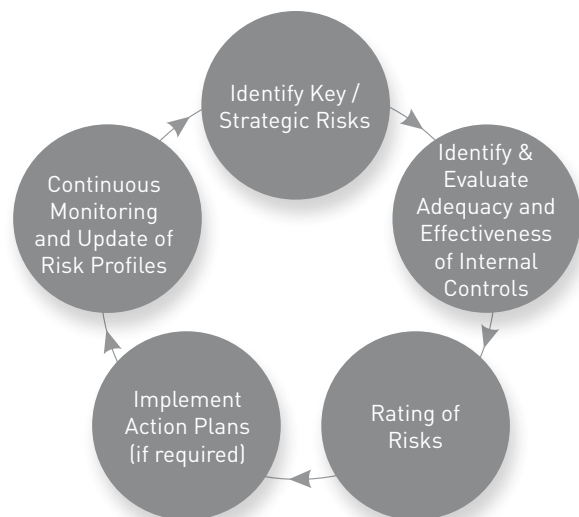 Identify Key /
Strategic Risks
Identify &
Evaluate
Adequacy and
Effectiveness
of Internal
Controls
Rating of
Risks
Implement
Action Plans
(if required)
Continuous
Monitoring
and Update of
Risk Profiles